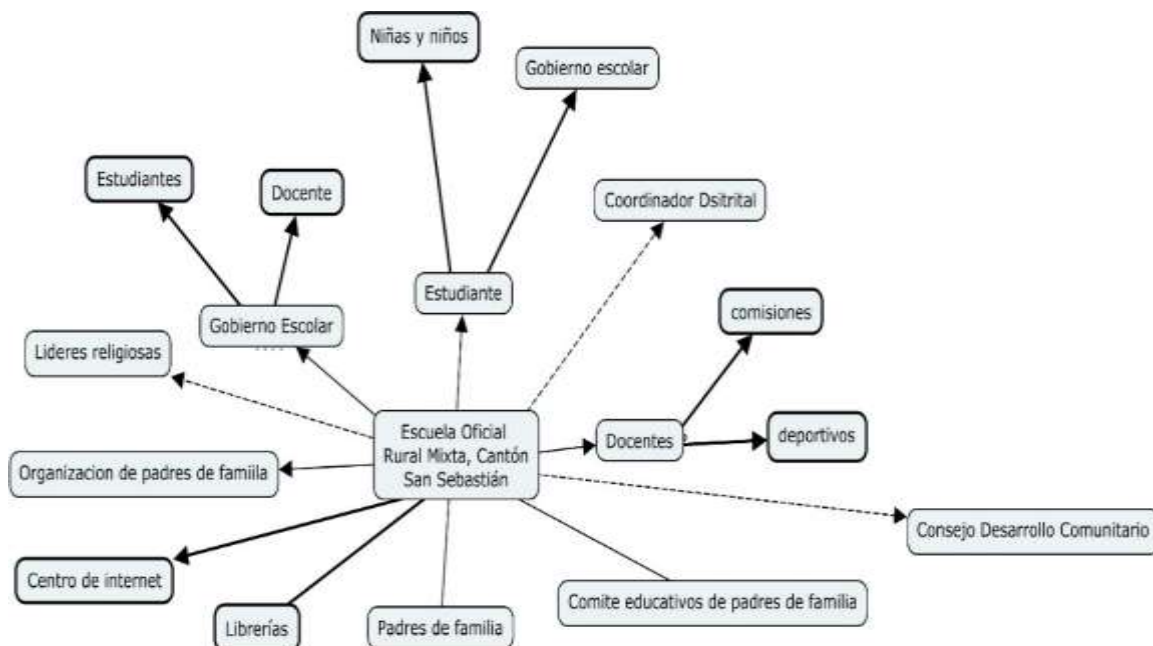 Niñas y niños
Gobierno escolar
Estudiantes
Docente
Coordinador Dsitrital
Estudiante
comisiones
Gobierno Escolar
Lideres religiosas
Escuela Oficial
Rural Mixta, Cantón
San Sebastián
Docentes
deportivos
Organizacion de padres de famiila
Consejo Desarrollo Comunitario
Centro de internet
Comite educativos de padres de familia
Librerías
Padres de familia